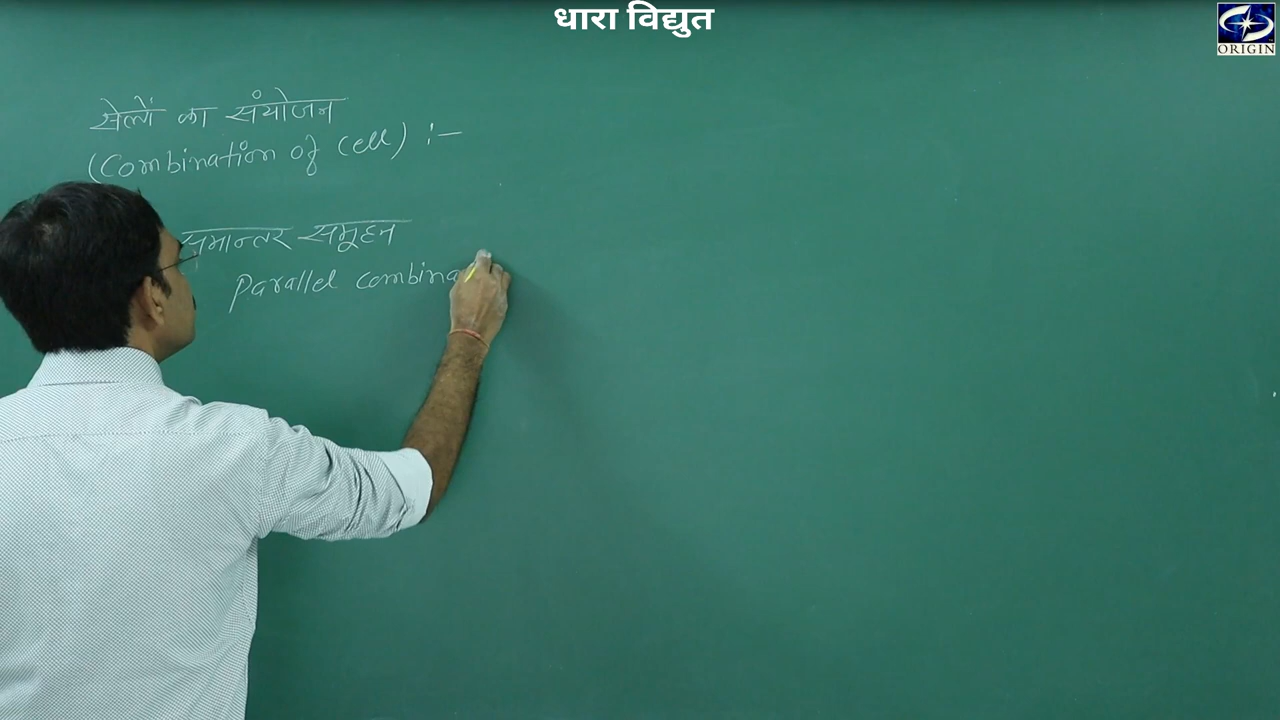 धारा विद्युत
ORIGIN
सेलों का संयोजन
(Combination of Cell) :-
समान्तर समूहन
Parallel combina